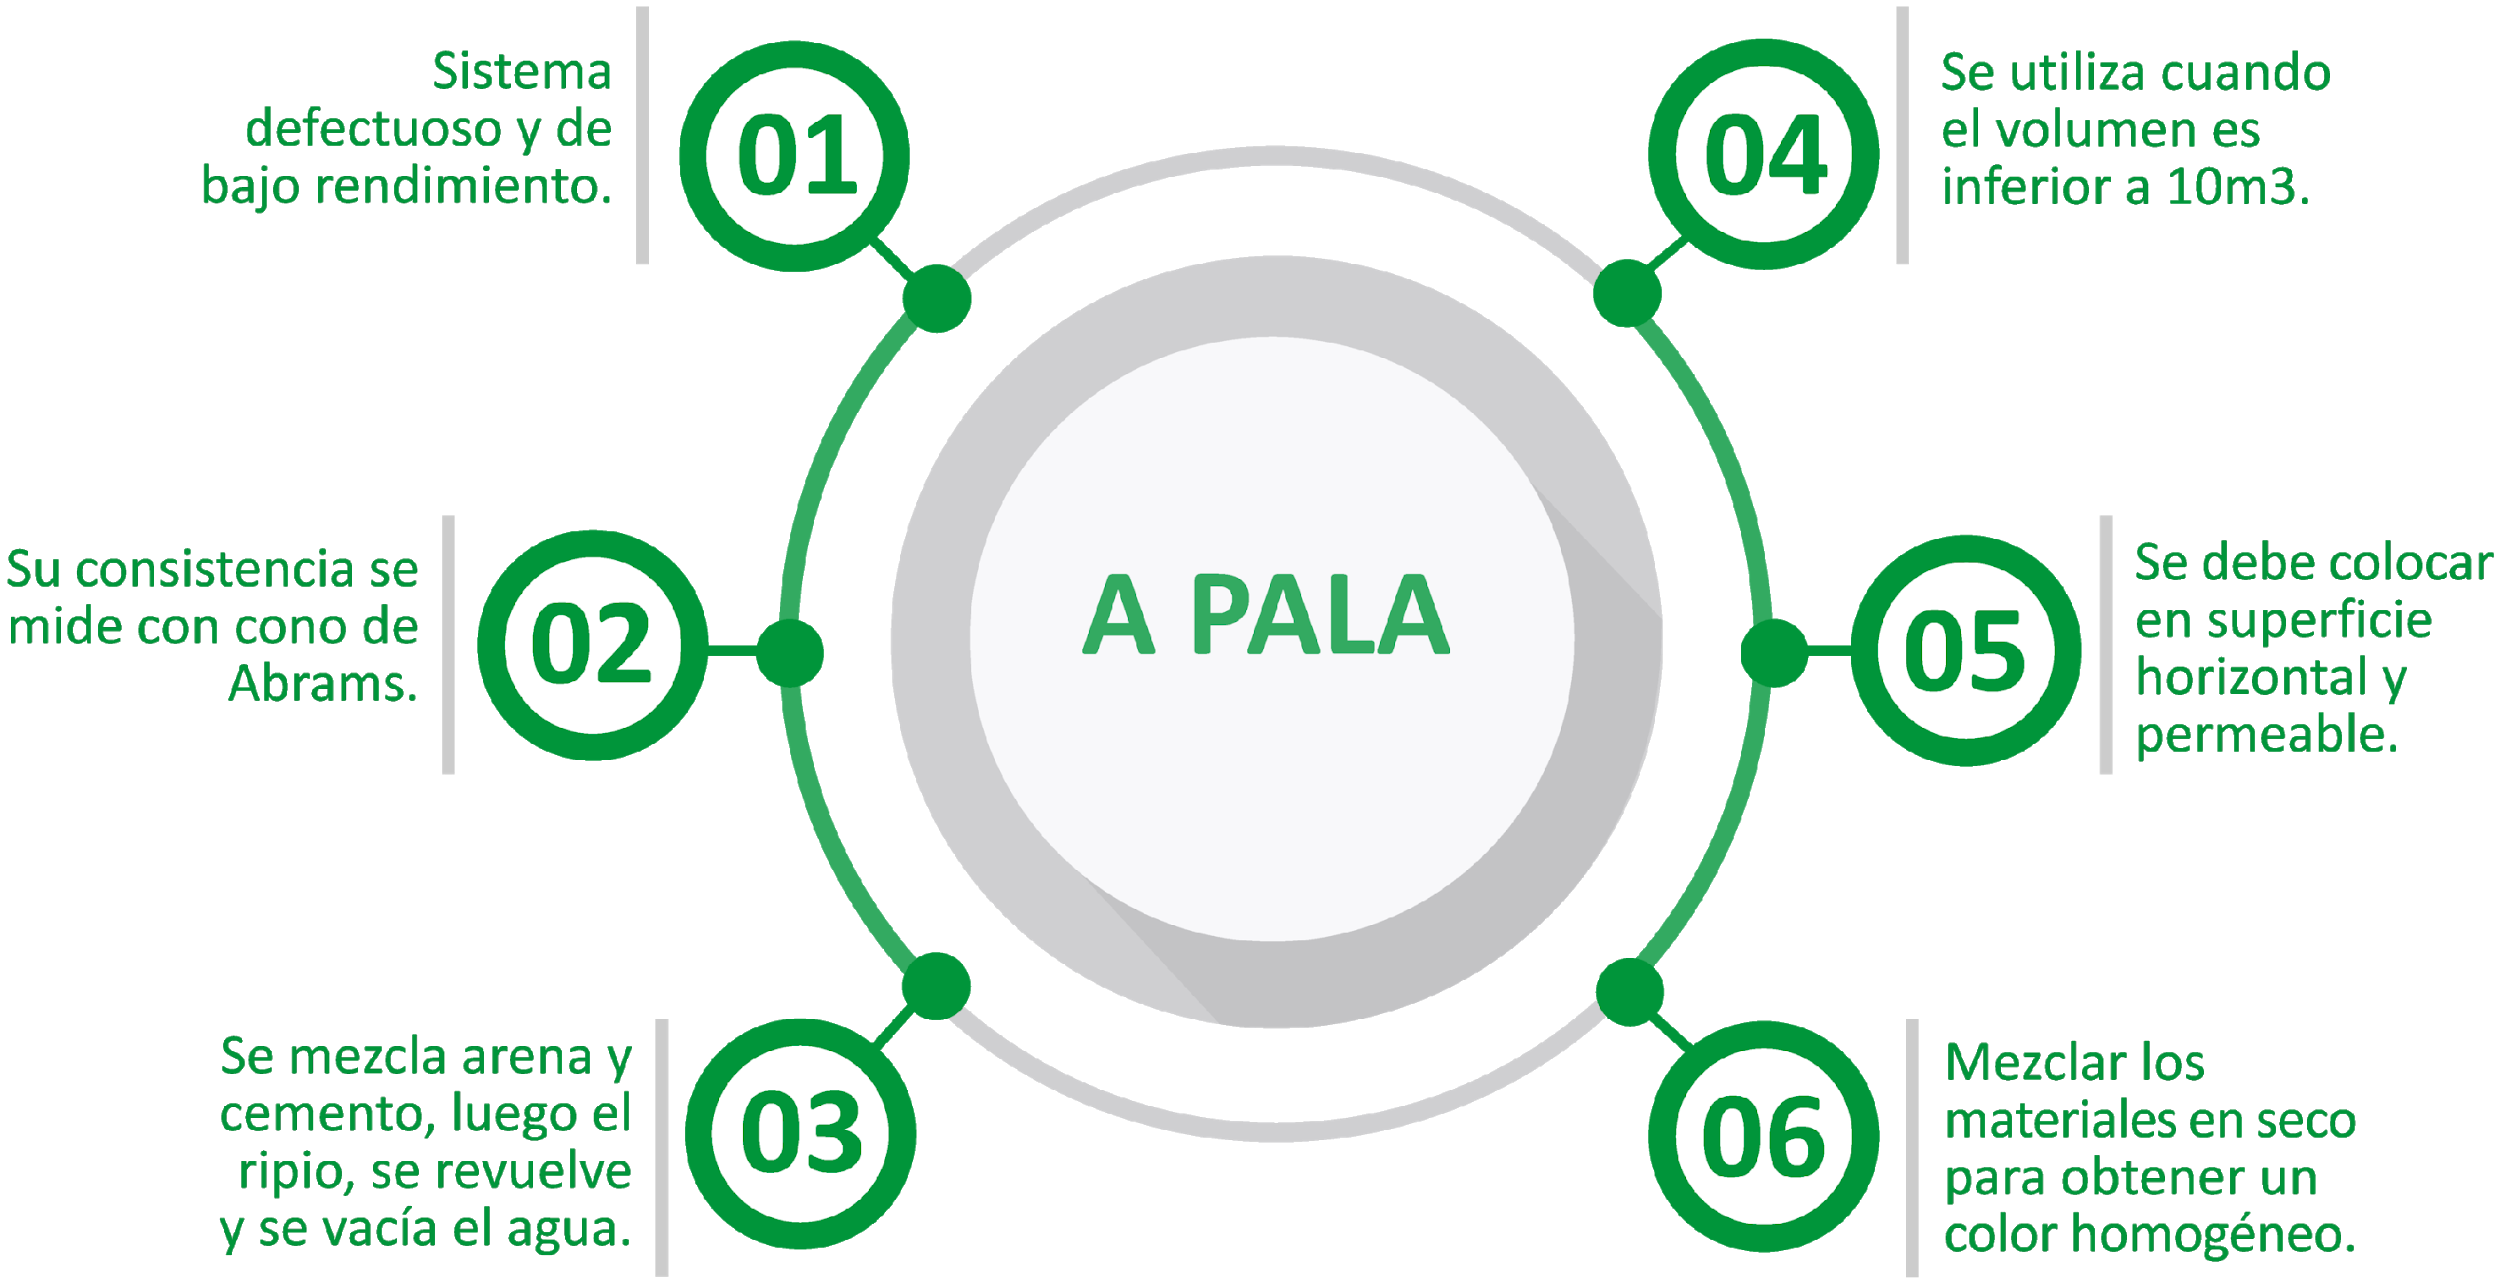 Sistema
defectuoso y de
bajo rendimiento.
01
Su consistencia se
mide con cono de
Abrams.
02
Se mezcla arena y
cemento, luego el
ripio, se revuelve
y se vacía el agua.
03
A PALA
04
Se utiliza cuando
el volumen es
inferior a 10m3.
05
Se debe colocar
en superficie
horizontal y
permeable.
06
Mezclar los
materiales en seco
para obtener un
color homogéneo.